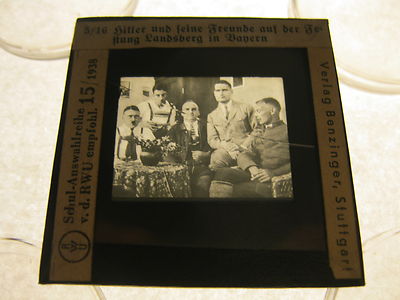 5/16 Hitler und seine Freunde auf der Fe-
stung Landsberg in Bayern
Schul-Auswahlreihe 15/1938
v. d. RWU empfohl.
RWU
Verlag Benzinger, Stuttgart